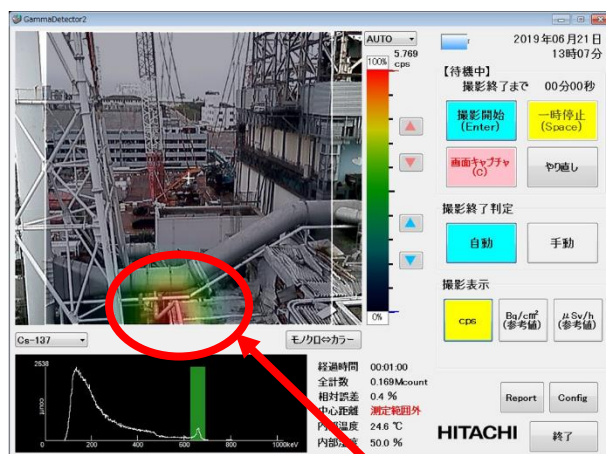 GammaDetector2
AUTO
5.769
100% cps
0%
2019年06月21日
13時07分
【待機中】
撮影終了まで 00分00秒
撮影開始
(Enter)
一時停止
(Space)
画面キャプチャ
(C)
やり直し
撮影終了判定
自動
手動
撮影表示
cps
Bq/cm²
(参考値)
μSv/h
(参考値)
Cs-137
モノクロ⇔カラー
2538
count
0 200 400 600 800 1000keV
経過時間 00:01:00
全計数 0.169Mcount
相対誤差 0.4 %
中心距離 測定範囲外
内部温度 24.6 ℃
内部湿度 50.0 %
Report
Config
HITACHI
終了